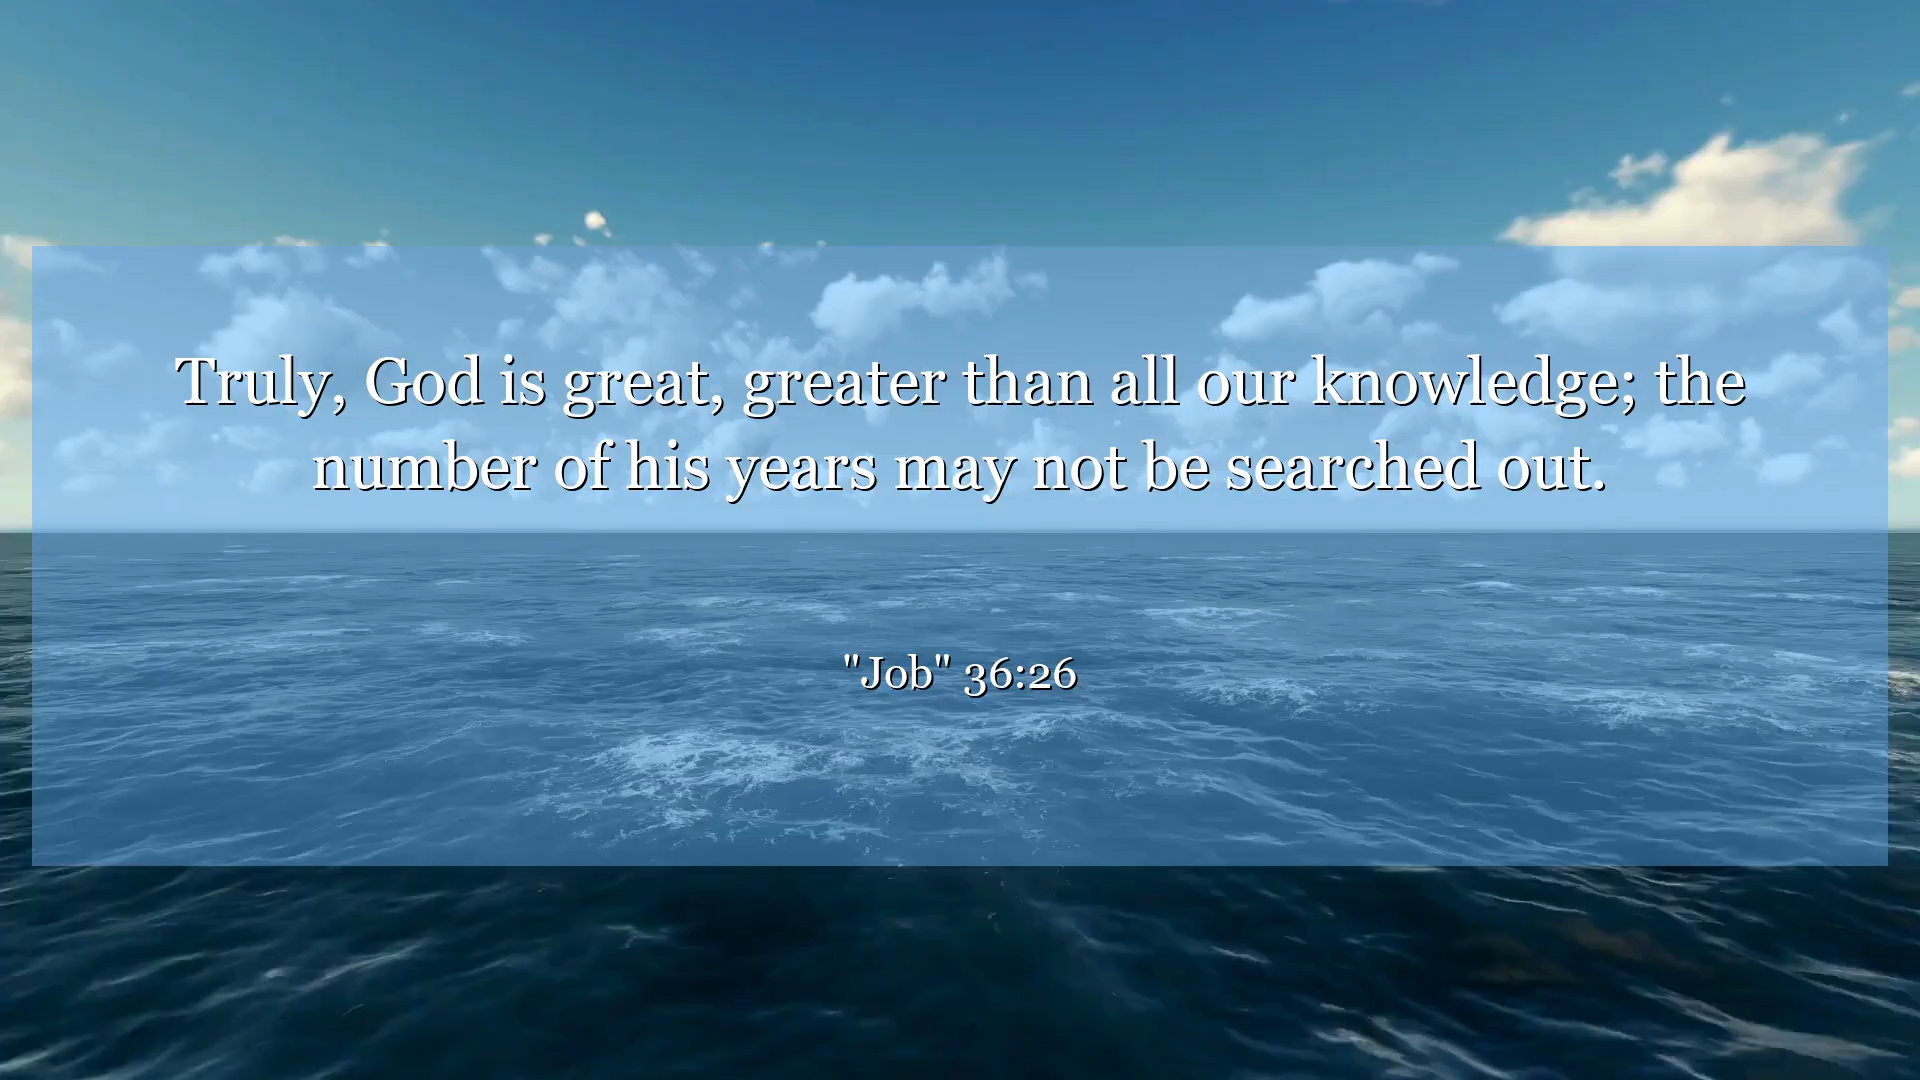 Truly, God is great, greater than all our knowledge; the
number of his years may not be searched out.
"Job" 36:26